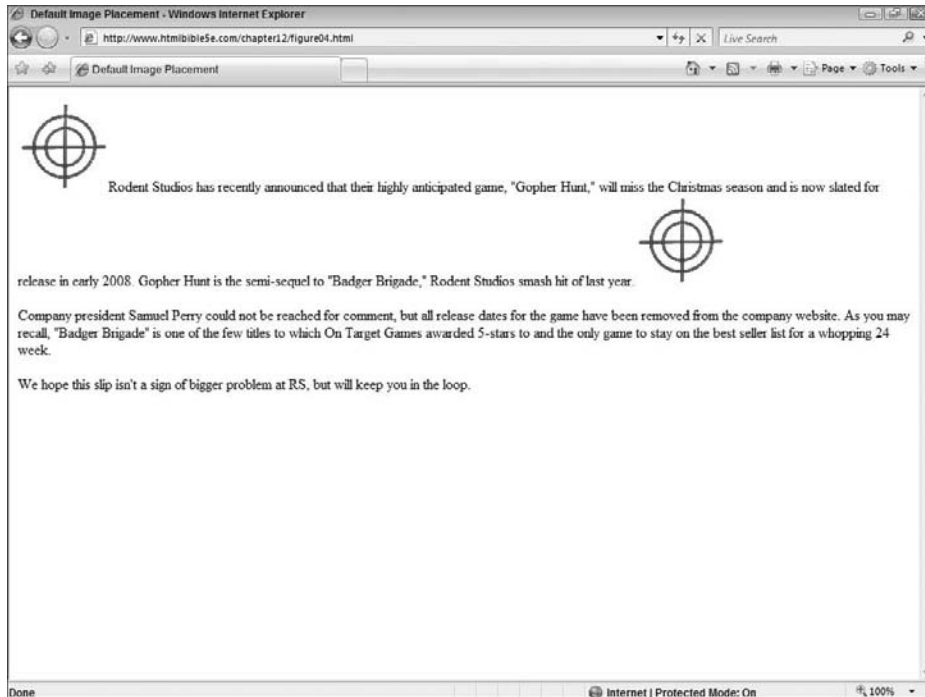 Default Image Placement - Windows Internet Explorer
http://www.htmlbible5e.com/chapter12/figure04.html
Live Search
Default Image Placement
Page
Tools
Rodent Studios has recently announced that their highly anticipated game, "Gopher Hunt," will miss the Christmas season and is now slated for
release in early 2008. Gopher Hunt is the semi-sequel to "Badger Brigade," Rodent Studios smash hit of last year.
Company president Samuel Perry could not be reached for comment, but all release dates for the game have been removed from the company website. As you may
recall, "Badger Brigade" is one of the few titles to which On Target Games awarded 5-stars to and the only game to stay on the best seller list for a whopping 24
week.
We hope this slip isn't a sign of bigger problem at RS, but will keep you in the loop.
Done
Internet | Protected Mode: On
100%